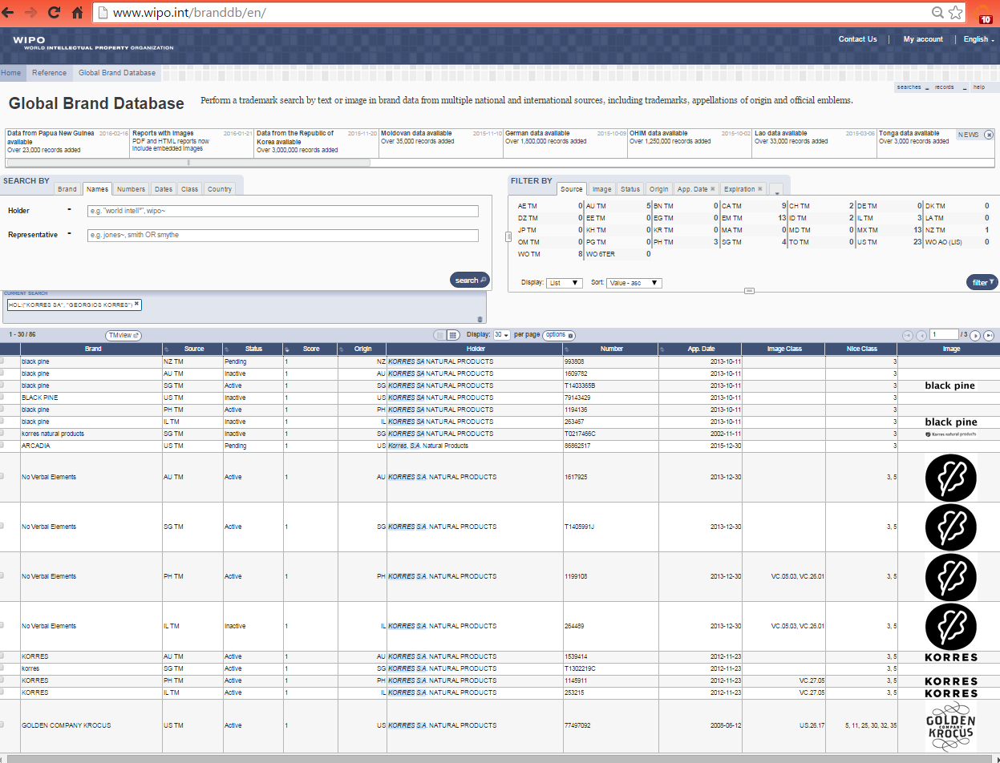 www.wipo.int/branddb/en/
10
WIPO
WORLD INTELLECTUAL PROPERTY ORGANIZATION
Contact Us | My account | English
Home Reference Global Brand Database
searches records help
Global Brand Database Perform a trademark search by text or image in brand data from multiple national and international sources, including trademarks, appellations of origin and official emblems.
Data from Papua New Guinea available 2016-02-16
Over 23,000 records added
Reports with Images 2016-01-21
PDF and HTML reports now include embedded images
Data from the Republic of Korea available 2015-11-20
Over 3,000,000 records added
Moldovan data available 2015-11-10
Over 35,000 records added
German data available 2015-10-09
Over 1,800,000 records added
OHIM data available 2015-10-02
Over 1,250,000 records added
Lao data available 2015-03-06
Over 33,000 records added
Tonga data available
Over 3,000 records added
NEWS
SEARCH BY Brand Names Numbers Dates Class Country
Holder e.g. "world intell*", wipo~
Representative e.g. jones~, smith OR smythe
search
FILTER BY Source Image Status Origin App. Date Expiration
AE TM 0 AU TM 5 BN TM 0 CA TM 9 CH TM 2 DE TM 0 DK TM 0
DZ TM 0 EE TM 0 EG TM 0 EM TM 13 ID TM 2 IL TM 3 LA TM 0
JP TM 0 KH TM 0 KR TM 0 MA TM 0 MD TM 0 MX TM 13 NZ TM 1
OM TM 0 PG TM 0 PH TM 3 SG TM 4 TO TM 0 US TM 23 WO AO (LIS) 0
WO TM 8 WO 6TER 0
Display: List Sort: Value - asc
filter
CURRENT SEARCH
HOL:("KORRES SA", "GEORGIOS KORRES")
1 - 30 / 86 TMview Display: 30 per page options 1 / 3
Brand Source Status Score Origin Holder Number App. Date Image Class Nice Class Image
black pine NZ TM Pending 1 NZ KORRES SA NATURAL PRODUCTS 993808 2013-10-11 3
black pine AU TM Inactive 1 AU KORRES SA NATURAL PRODUCTS 1609782 2013-10-11 3
black pine SG TM Active 1 SG KORRES SA NATURAL PRODUCTS T1403365B 2013-10-11 3 black pine
BLACK PINE US TM Inactive 1 US KORRES SA NATURAL PRODUCTS 79143429 2013-10-11 3
black pine PH TM Active 1 PH KORRES SA NATURAL PRODUCTS 1194136 2013-10-11 3
black pine IL TM Inactive 1 IL KORRES SA NATURAL PRODUCTS 263467 2013-10-11 3 black pine
korres natural products SG TM Inactive 1 SG KORRES SA NATURAL PRODUCTS T0217466C 2002-11-11 3 Korres natural products
ARCADIA US TM Pending 1 US Korres, S.A. Natural Products 86862517 2015-12-30 3
No Verbal Elements AU TM Active 1 AU KORRES S.A. NATURAL PRODUCTS 1617925 2013-12-30 3, 5
No Verbal Elements SG TM Active 1 SG KORRES S.A. NATURAL PRODUCTS T1405991J 2013-12-30 3, 5
No Verbal Elements PH TM Active 1 PH KORRES S.A. NATURAL PRODUCTS 1199108 2013-12-30 VC.05.03, VC.26.01 3, 5
No Verbal Elements IL TM Inactive 1 IL KORRES S.A. NATURAL PRODUCTS 264489 2013-12-30 VC.05.03, VC.26.01 3, 5
KORRES AU TM Active 1 AU KORRES S.A. NATURAL PRODUCTS 1539414 2012-11-23 3, 5 KORRES
korres SG TM Active 1 SG KORRES S.A. NATURAL PRODUCTS T1302219C 2012-11-23 3, 5
KORRES PH TM Active 1 PH KORRES S.A. NATURAL PRODUCTS 1145911 2012-11-23 VC.27.05 3, 5 KORRES
KORRES IL TM Active 1 IL KORRES S.A. NATURAL PRODUCTS 253215 2012-11-23 VC.27.05 3, 5 KORRES
GOLDEN COMPANY KROCUS US TM Active 1 US KORRES S.A. NATURAL PRODUCTS 77497092 2008-06-12 US.26.17 5, 11, 25, 30, 32, 35 GOLDEN COMPANY KROCUS